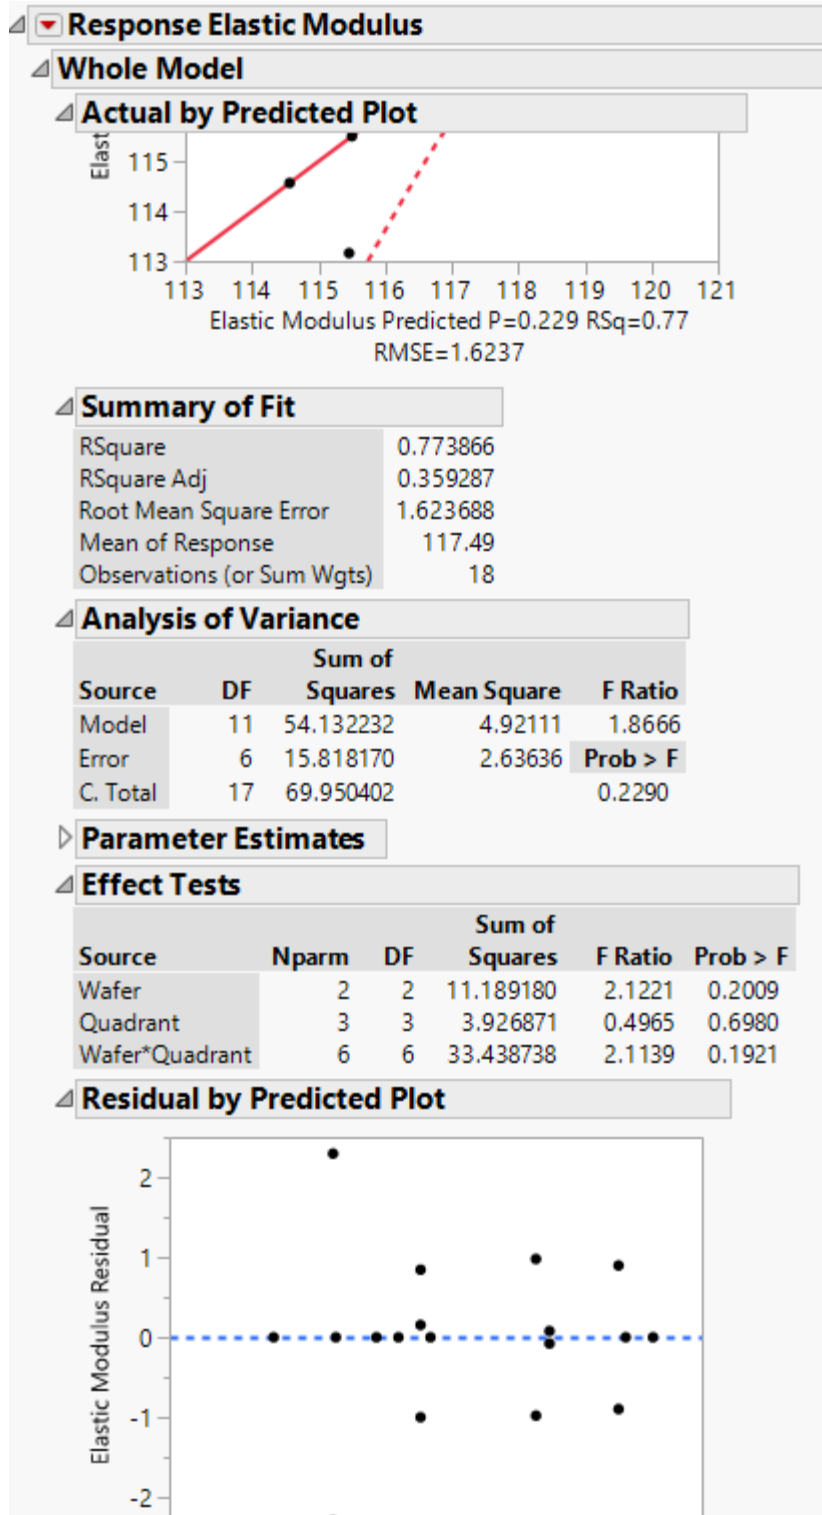 Response Elastic Modulus
Whole Model
Actual by Predicted Plot
Elast
115
114
113
113 114 115 116 117 118 119 120 121
Elastic Modulus Predicted P=0.229 RSq=0.77
RMSE=1.6237
Summary of Fit
RSquare 0.773866
RSquare Adj 0.359287
Root Mean Square Error 1.623688
Mean of Response 117.49
Observations (or Sum Wgts) 18
Analysis of Variance
Sum of
Source DF Squares Mean Square F Ratio
Model 11 54.132232 4.92111 1.8666
Error 6 15.818170 2.63636 Prob > F
C. Total 17 69.950402 0.2290
Parameter Estimates
Effect Tests
Sum of
Source Nparm DF Squares F Ratio Prob > F
Wafer 2 2 11.189180 2.1221 0.2009
Quadrant 3 3 3.926871 0.4965 0.6980
Wafer*Quadrant 6 6 33.438738 2.1139 0.1921
Residual by Predicted Plot
Elastic Modulus Residual
2
1
0
-1
-2